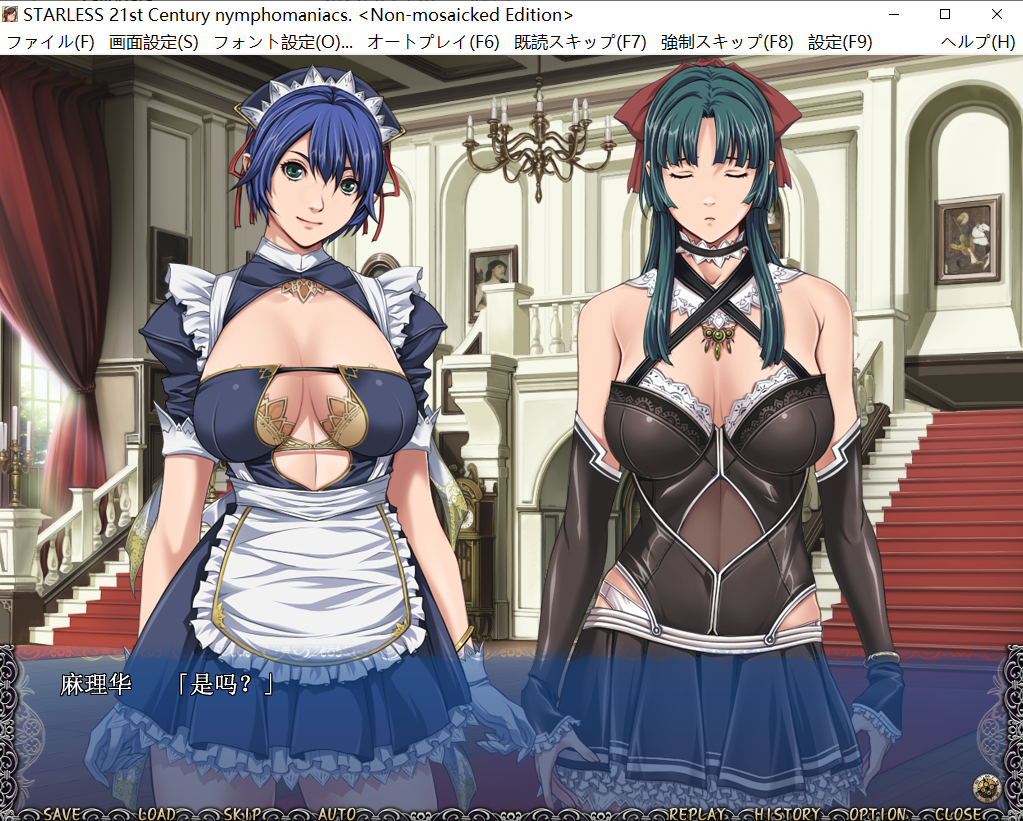 STARLESS 21st Century nymphomaniacs. <Non-mosaicked Edition>
ファイル(F) 画面設定(S) フォント設定(O)... オートプレイ(F6) 既読スキップ(F7) 強制スキップ(F8) 設定(F9) ヘルプ(H)
麻理华 「是吗？」
SAVE LOAD SKIP AUTO REPLAY HISTORY OPTION CLOSE